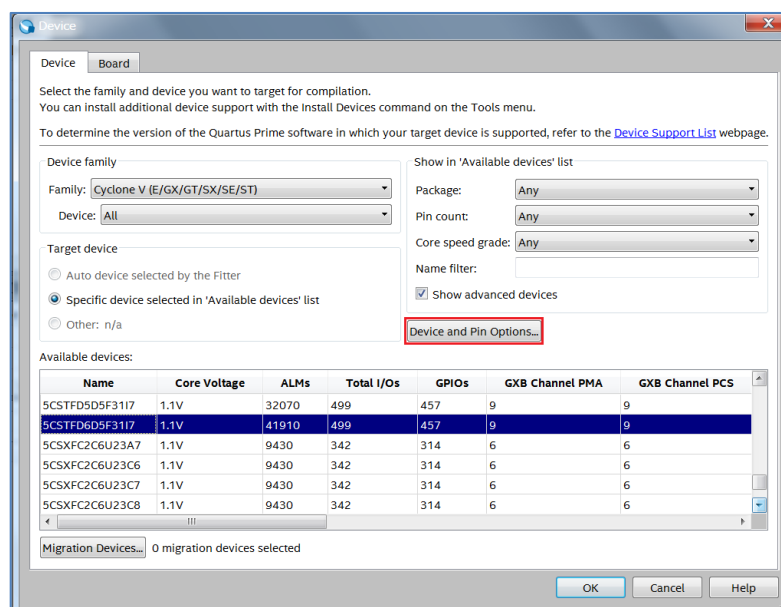 Device
Device Board
Select the family and device you want to target for compilation.
You can install additional device support with the Install Devices command on the Tools menu.
To determine the version of the Quartus Prime software in which your target device is supported, refer to the Device Support List webpage.
Device family
Family: Cyclone V (E/GX/GT/SX/SE/ST)
Device: All
Show in 'Available devices' list
Package: Any
Pin count: Any
Core speed grade: Any
Name filter:
Show advanced devices
Target device
Auto device selected by the Fitter
Specific device selected in 'Available devices' list
Other: n/a
Device and Pin Options...
Available devices:
Name Core Voltage ALMs Total I/Os GPIOs GXB Channel PMA GXB Channel PCS
5CSTFD5D5F31I7 1.1V 32070 499 457 9 9
5CSTFD6D5F31I7 1.1V 41910 499 457 9 9
5CSXFC2C6U23A7 1.1V 9430 342 314 6 6
5CSXFC2C6U23C6 1.1V 9430 342 314 6 6
5CSXFC2C6U23C7 1.1V 9430 342 314 6 6
5CSXFC2C6U23C8 1.1V 9430 342 314 6 6
Migration Devices... 0 migration devices selected
OK Cancel Help